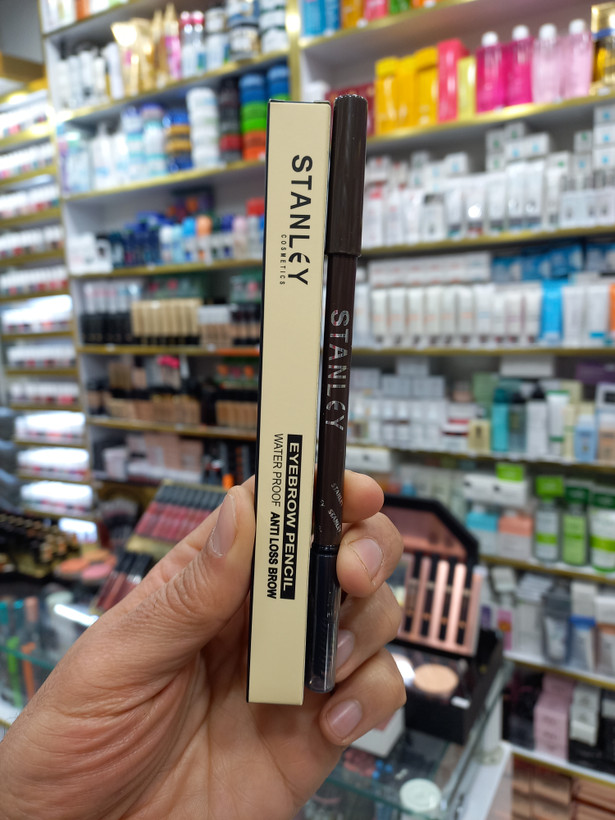 STANLEY
COSMETICS
EYEBROW PENCIL
WATER PROOF ANTI LOSS BROW
STANLEY